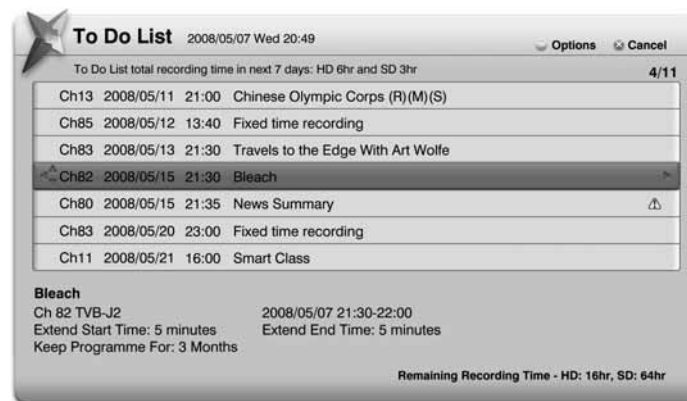 To Do List 2008/05/07 Wed 20:49
Options Cancel
To Do List total recording time in next 7 days: HD 6hr and SD 3hr
4/11
Ch13 2008/05/11 21:00 Chinese Olympic Corps (R)(M)(S)
Ch85 2008/05/12 13:40 Fixed time recording
Ch83 2008/05/13 21:30 Travels to the Edge With Art Wolfe
Ch82 2008/05/15 21:30 Bleach
Ch80 2008/05/15 21:35 News Summary
Ch83 2008/05/20 23:00 Fixed time recording
Ch11 2008/05/21 16:00 Smart Class
Bleach
Ch 82 TVB-J2 2008/05/07 21:30-22:00
Extend Start Time: 5 minutes Extend End Time: 5 minutes
Keep Programme For: 3 Months
Remaining Recording Time - HD: 16hr, SD: 64hr